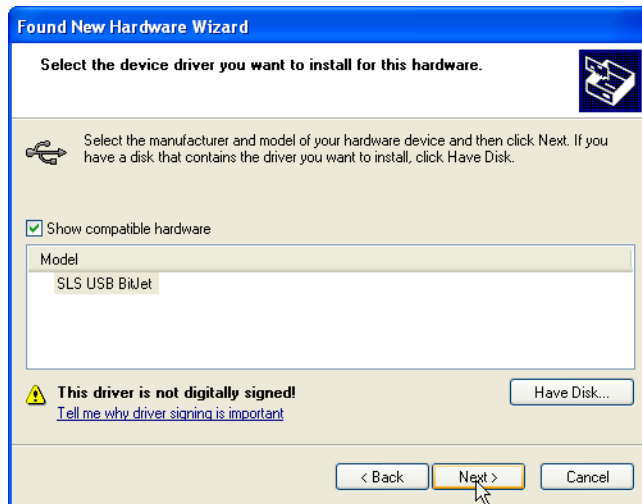 Found New Hardware Wizard
Select the device driver you want to install for this hardware.
Select the manufacturer and model of your hardware device and then click Next. If you
have a disk that contains the driver you want to install, click Have Disk.
Show compatible hardware
Model
SLS USB BitJet
This driver is not digitally signed!
Have Disk...
Tell me why driver signing is important
< Back
Next >
Cancel